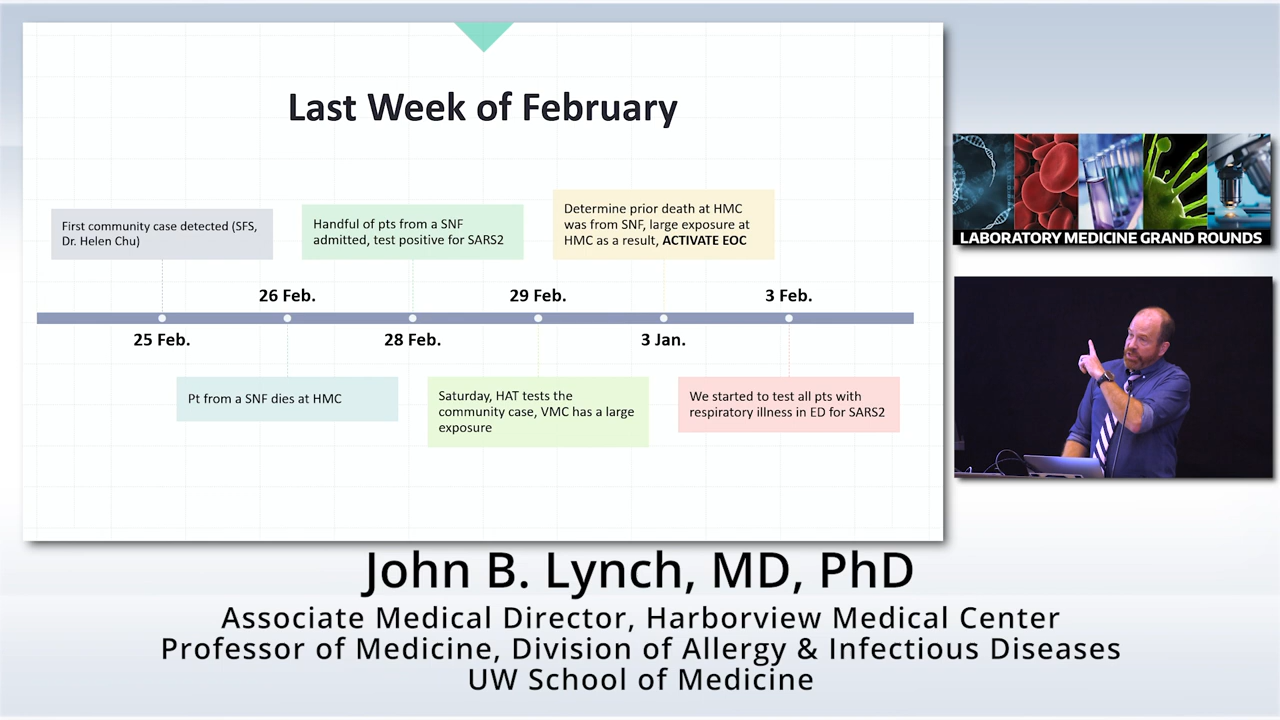 Last Week of February
First community case detected (SFS,
Dr. Helen Chu)
Handful of pts from a SNF
admitted, test positive for SARS2
Determine prior death at HMC
was from SNF, large exposure at
HMC as a result, ACTIVATE EOC
26 Feb.
29 Feb.
3 Feb.
25 Feb.
28 Feb.
3 Jan.
Pt from a SNF dies at HMC
Saturday, HAT tests the
community case, VMC has a large
exposure
We started to test all pts with
respiratory illness in ED for SARS2
LABORATORY MEDICINE GRAND ROUNDS
John B. Lynch, MD, PhD
Associate Medical Director, Harborview Medical Center
Professor of Medicine, Division of Allergy & Infectious Diseases
UW School of Medicine